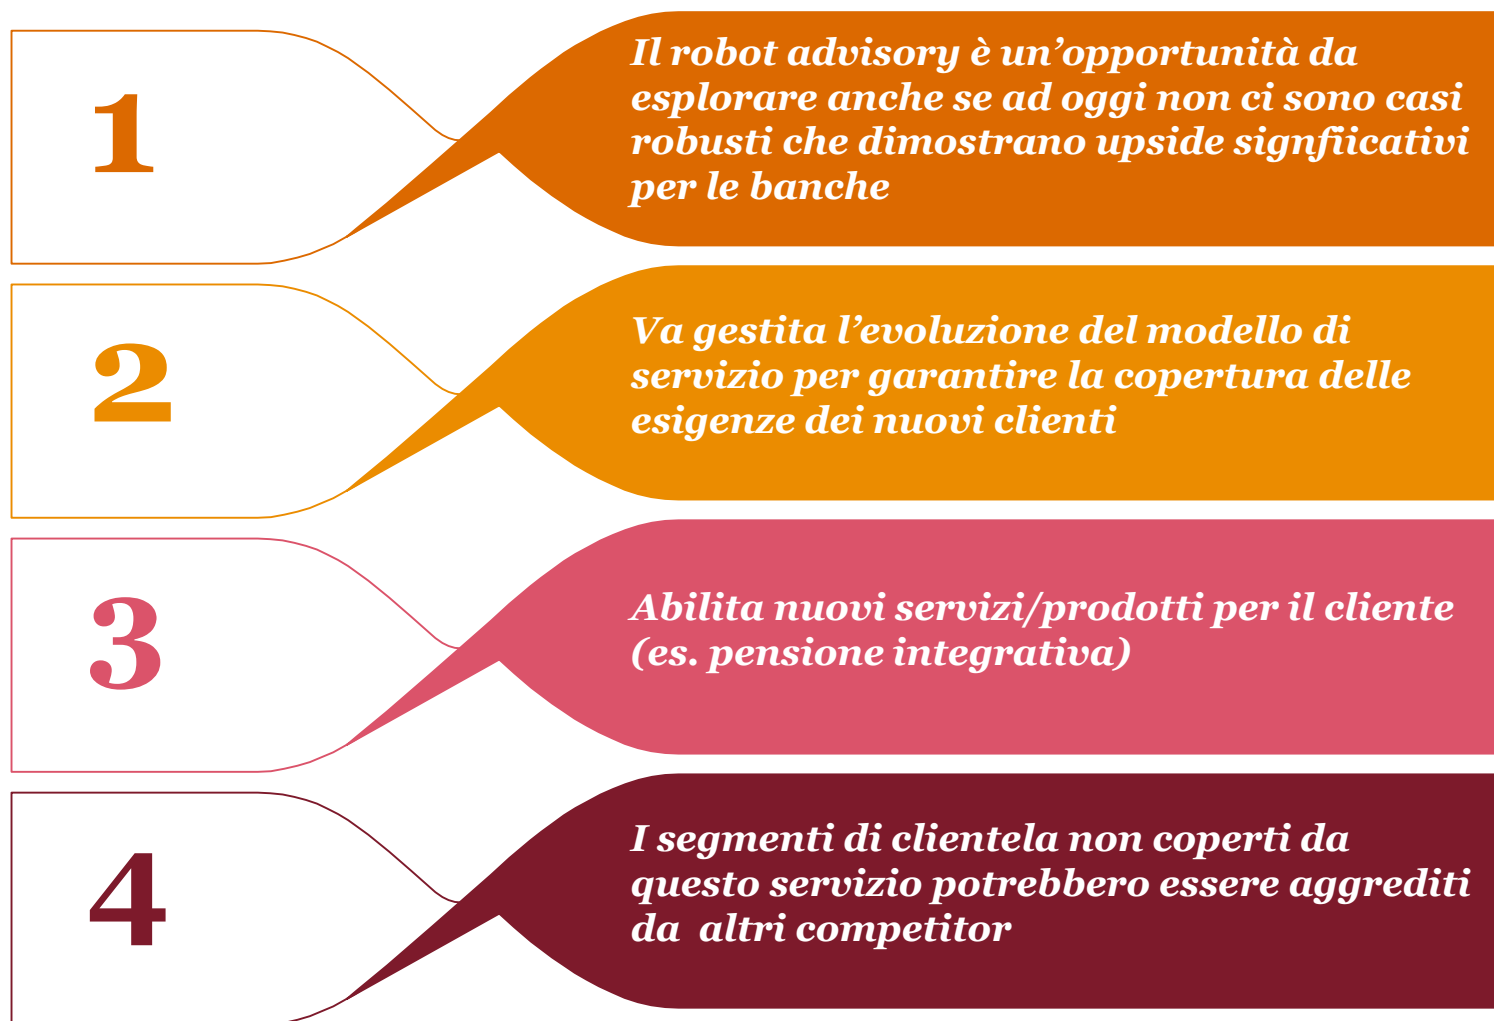 1
Il robot advisory è un’opportunità da
esplorare anche se ad oggi non ci sono casi
robusti che dimostrano upside signfiicativi
per le banche
2
Va gestita l’evoluzione del modello di
servizio per garantire la copertura delle
esigenze dei nuovi clienti
3
Abilita nuovi servizi/prodotti per il cliente
(es. pensione integrativa)
4
I segmenti di clientela non coperti da
questo servizio potrebbero essere aggrediti
da  altri competitor